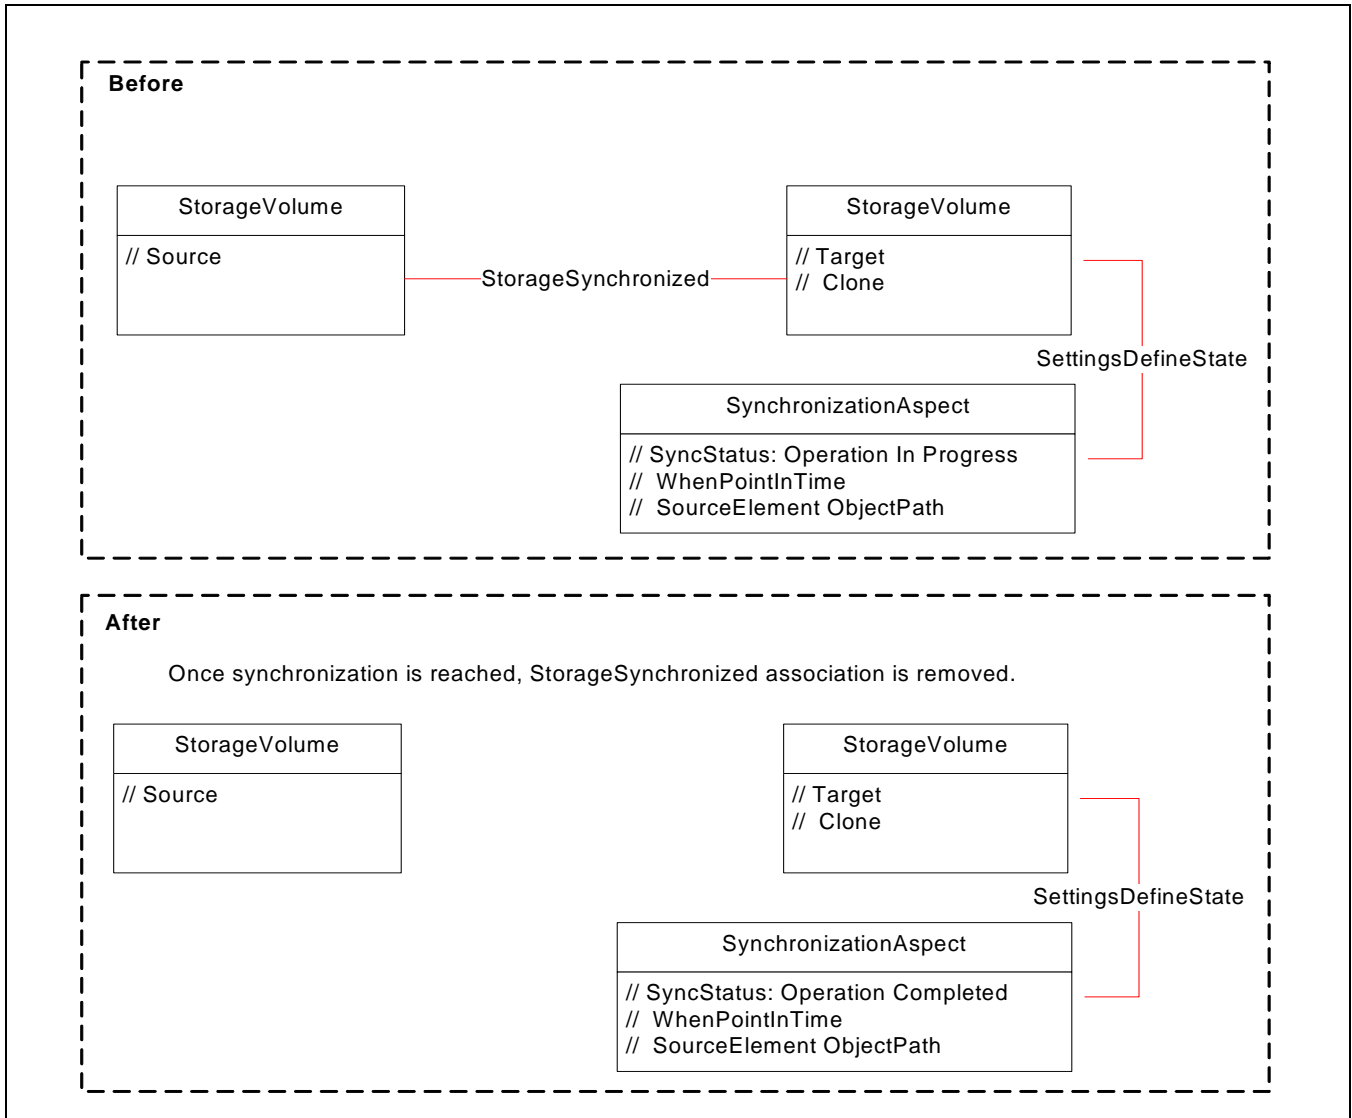 Before
StorageVolume
// Source
StorageSynchronized
StorageVolume
// Target
// Clone
SettingsDefineState
SynchronizationAspect
// SyncStatus: Operation In Progress
// WhenPointInTime
// SourceElement ObjectPath
After
Once synchronization is reached, StorageSynchronized association is removed.
StorageVolume
// Source
StorageVolume
// Target
// Clone
SettingsDefineState
SynchronizationAspect
// SyncStatus: Operation Completed
// WhenPointInTime
// SourceElement ObjectPath